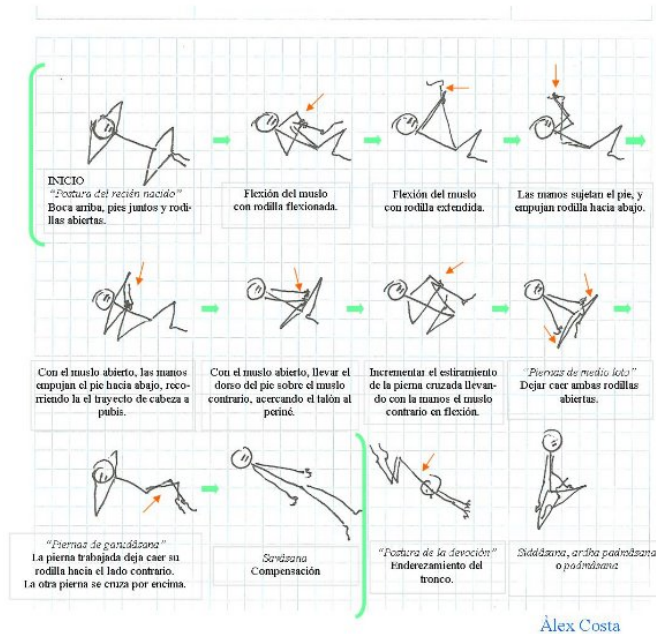 INICIO
“Postura del recién nacido”
Boca arriba, pies juntos y rodi-
llas abiertas.
Flexión del muslo
con rodilla flexionada.
Flexión del muslo
con rodilla extendida.
Las manos sujetan el pie, y
empujan rodilla hacia abajo.
Con el muslo abierto, las manos
empujan el pie hacia abajo, reco-
rriendo la el trayecto de cabeza a
pubis.
Con el muslo abierto, llevar el
dorso del pie sobre el muslo
contrario, acercando el talón al
periné.
Incrementar el estiramiento
de la pierna cruzada llevan-
do con la manos el muslo
contrario en flexión.
“Piernas de medio loto”
Dejar caer ambas rodillas
abiertas.
“Piernas de garudâsana”
La pierna trabajada deja caer su
rodilla hacia el lado contrario.
La otra pierna se cruza por encima.
Savâsana
Compensación
“Postura de la devoción”
Enderezamiento del
tronco.
Siddâsana, ardha padmâsana
o padmâsana
Àlex Costa